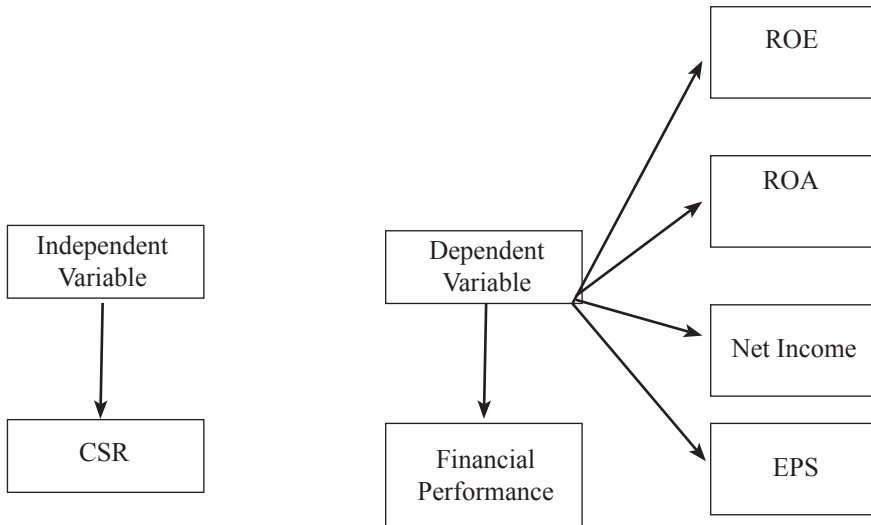 ROE
ROA
Independent
Variable
Dependent
Variable
Net Income
CSR
Financial
Performance
EPS